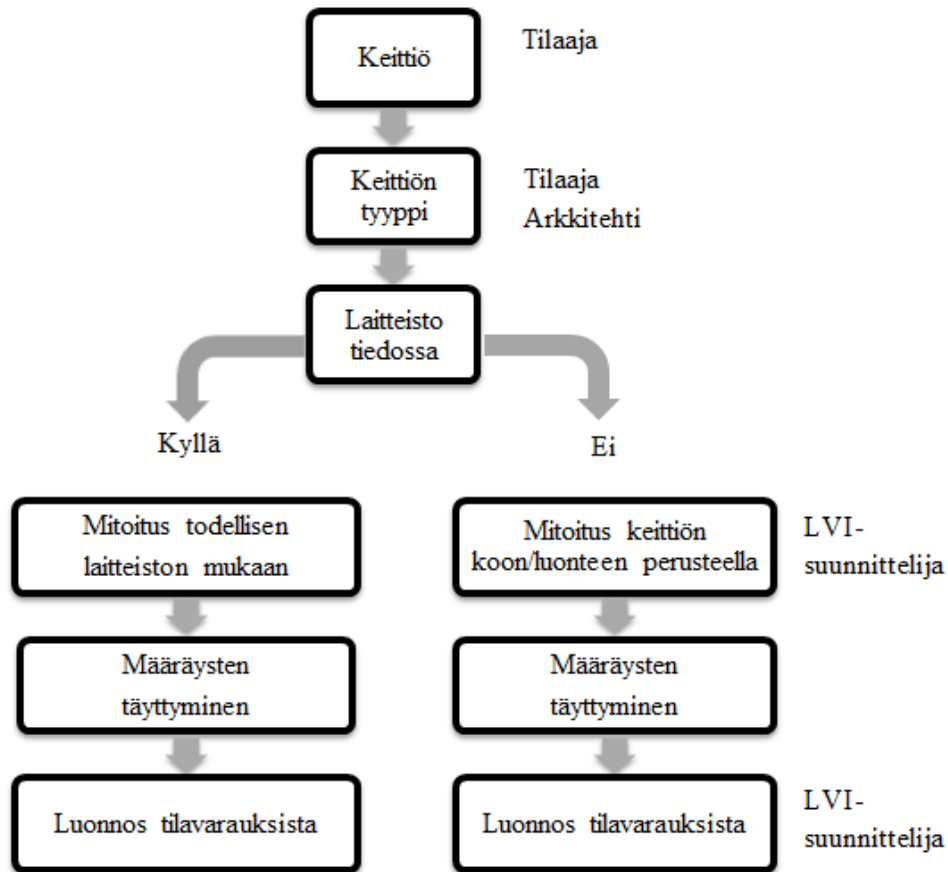 Keittiö
Tilaaja
Keittiön
tyyppi
Tilaaja
Arkkitehti
Laitteisto
tiedossa
Kyllä
Ei
Mitoitus todellisen
laitteiston mukaan
Mitoitus keittiön
koon/luonteen perusteella
LVI-
suunnittelija
Määräysten
täyttyminen
Määräysten
täyttyminen
Luonnos tilavarauksista
Luonnos tilavarauksista
LVI-
suunnittelija